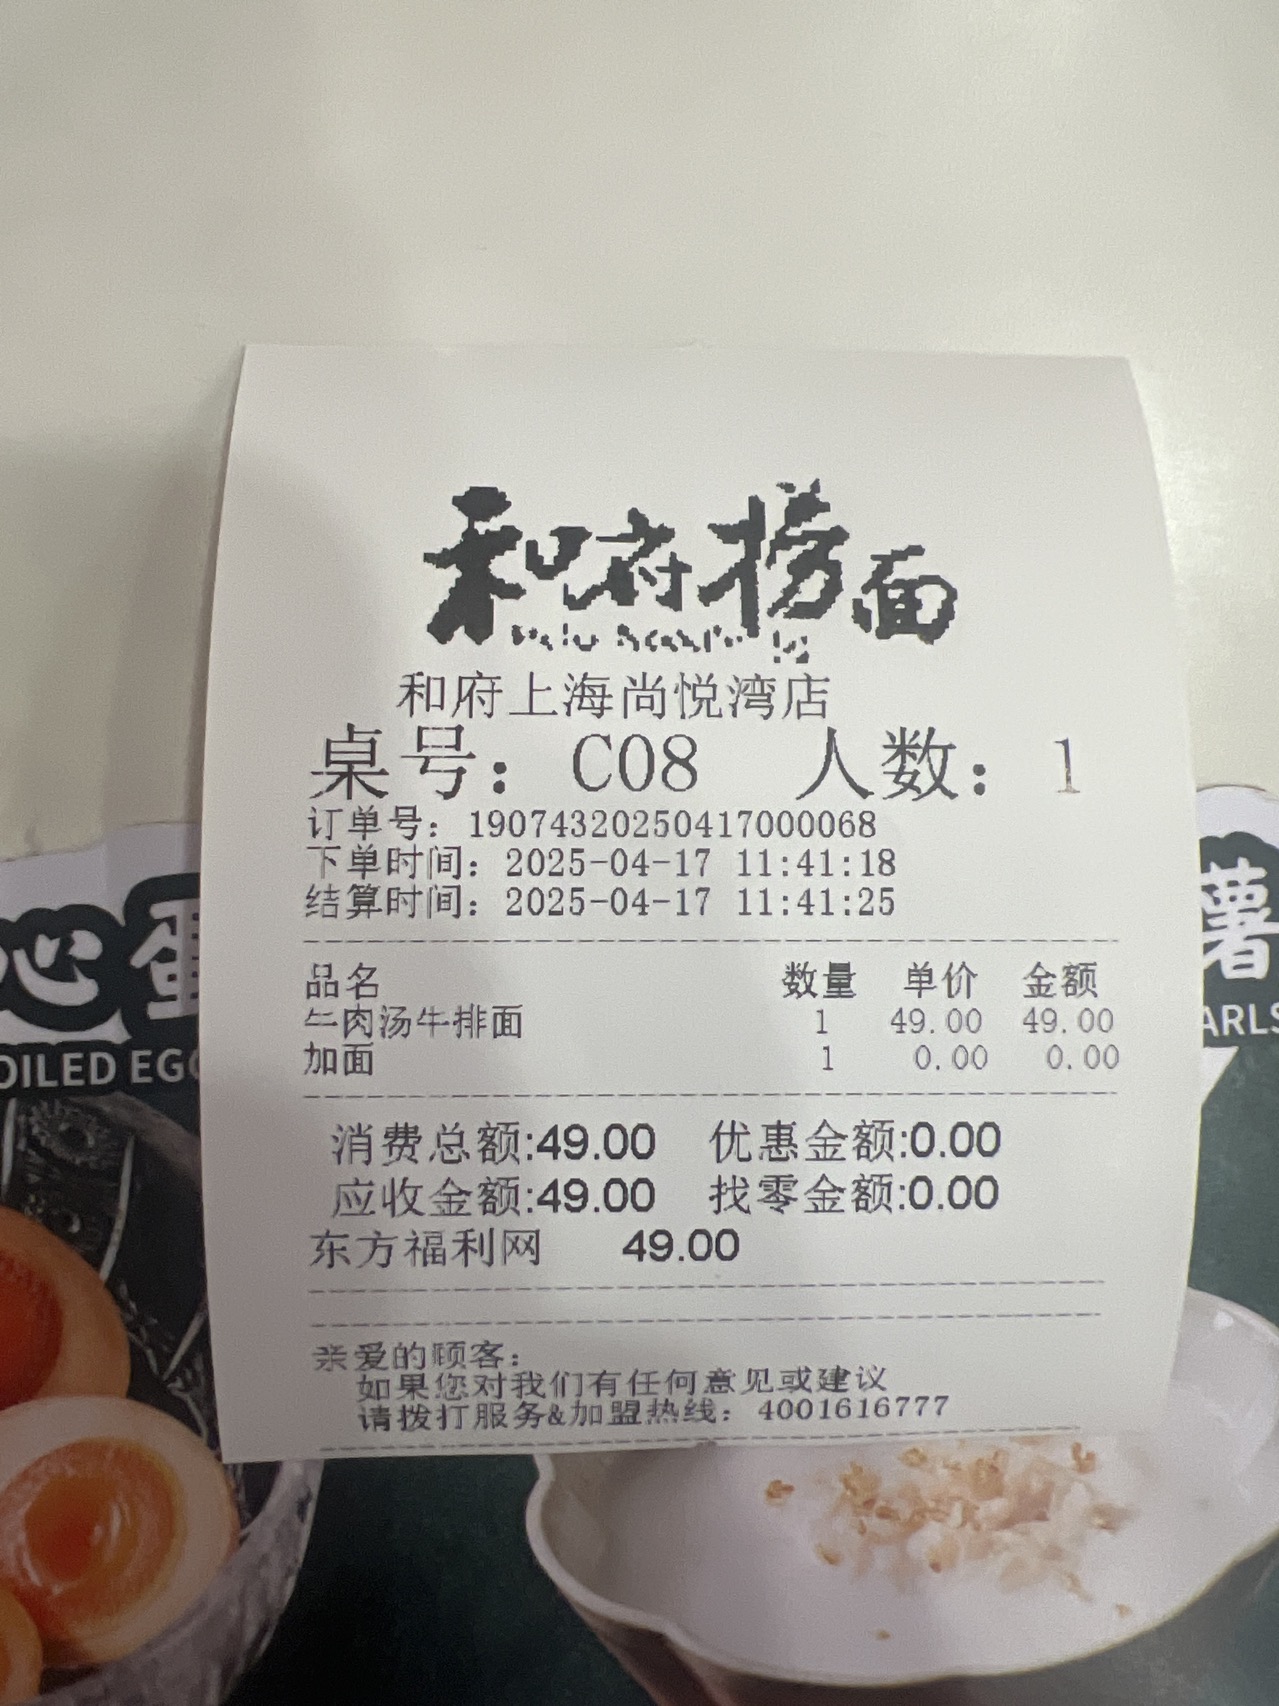 和府捞面
和府上海尚悦湾店
桌号：C08 人数：1
订单号：19074320250417000068
下单时间：2025-04-17 11:41:18
结算时间：2025-04-17 11:41:25
品名 数量 单价 金额
牛肉汤牛排面 1 49.00 49.00
加面 1 0.00 0.00
消费总额:49.00 优惠金额:0.00
应收金额:49.00 找零金额:0.00
东方福利网 49.00
亲爱的顾客：
如果您对我们有任何意见或建议
请拨打服务&加盟热线：4001616777
心蛋
OILED EGG
薯
ARLS